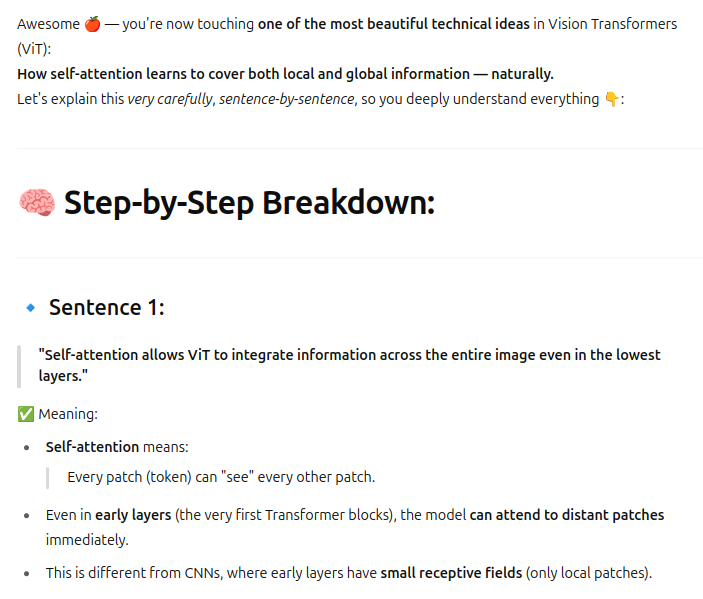 Awesome 🍎 — you're now touching one of the most beautiful technical ideas in Vision Transformers
(ViT):
How self-attention learns to cover both local and global information — naturally.
Let's explain this very carefully, sentence-by-sentence, so you deeply understand everything 👇:
🧠 Step-by-Step Breakdown:
🔹 Sentence 1:
"Self-attention allows ViT to integrate information across the entire image even in the lowest
layers."
✅ Meaning:
• Self-attention means:
Every patch (token) can "see" every other patch.
• Even in early layers (the very first Transformer blocks), the model can attend to distant patches
immediately.
• This is different from CNNs, where early layers have small receptive fields (only local patches).